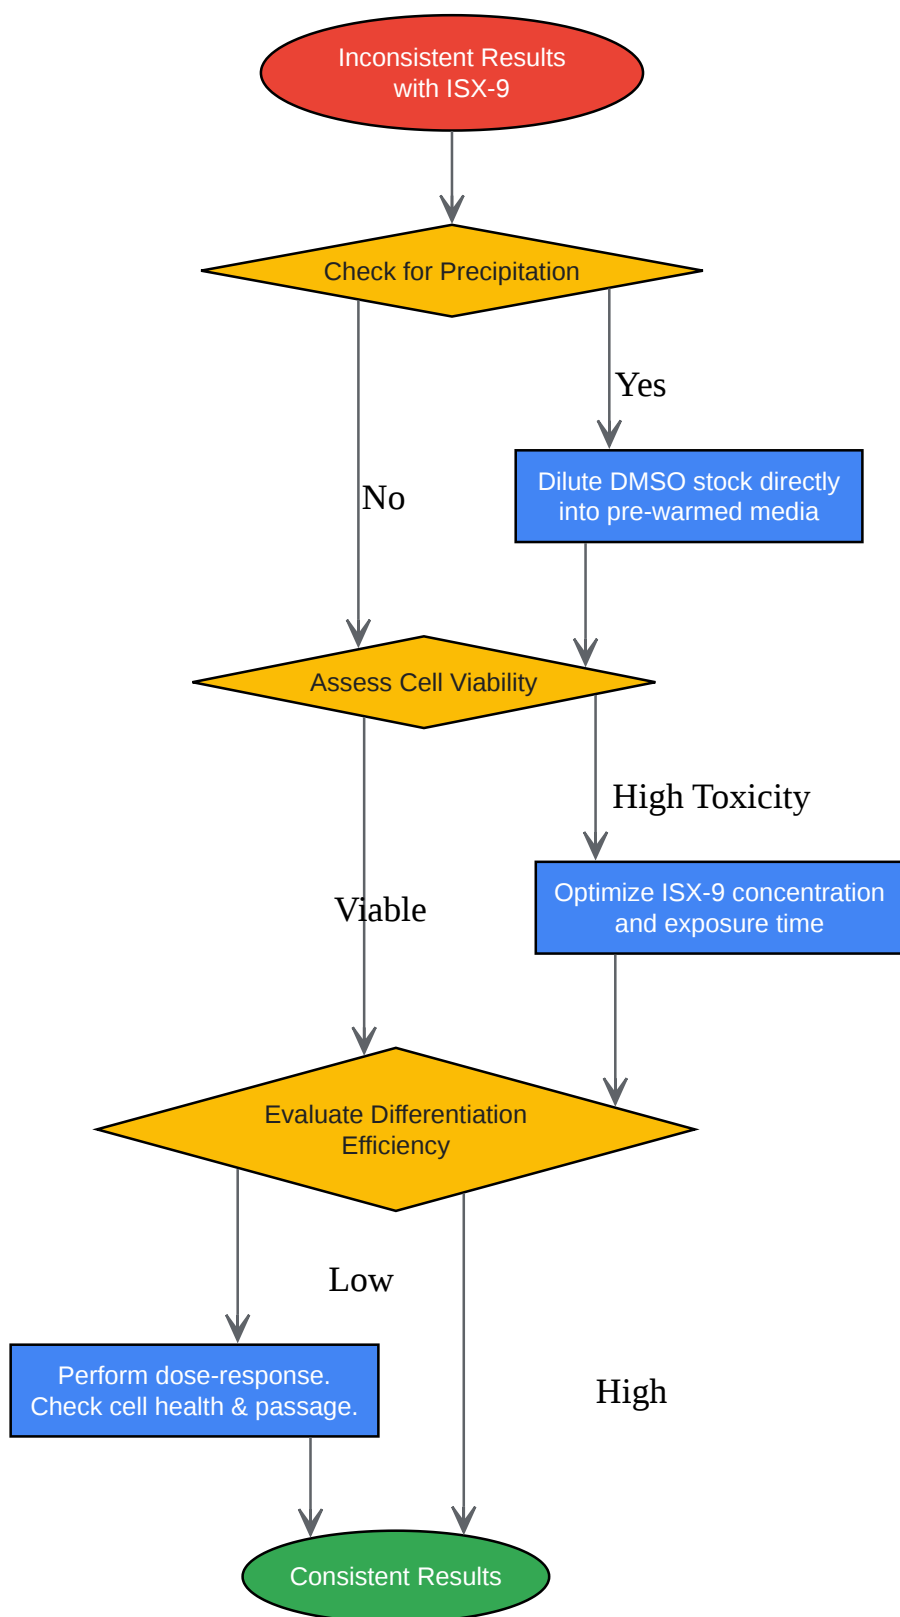 Inconsistent Results
with ISX-9
Check for Precipitation
Yes
Dilute DMSO stock directly
into pre-warmed media
No
Assess Cell Viability
High Toxicity
Optimize ISX-9 concentration
and exposure time
Viable
Evaluate Differentiation
Efficiency
Low
Perform dose-response.
Check cell health & passage.
High
Consistent Results